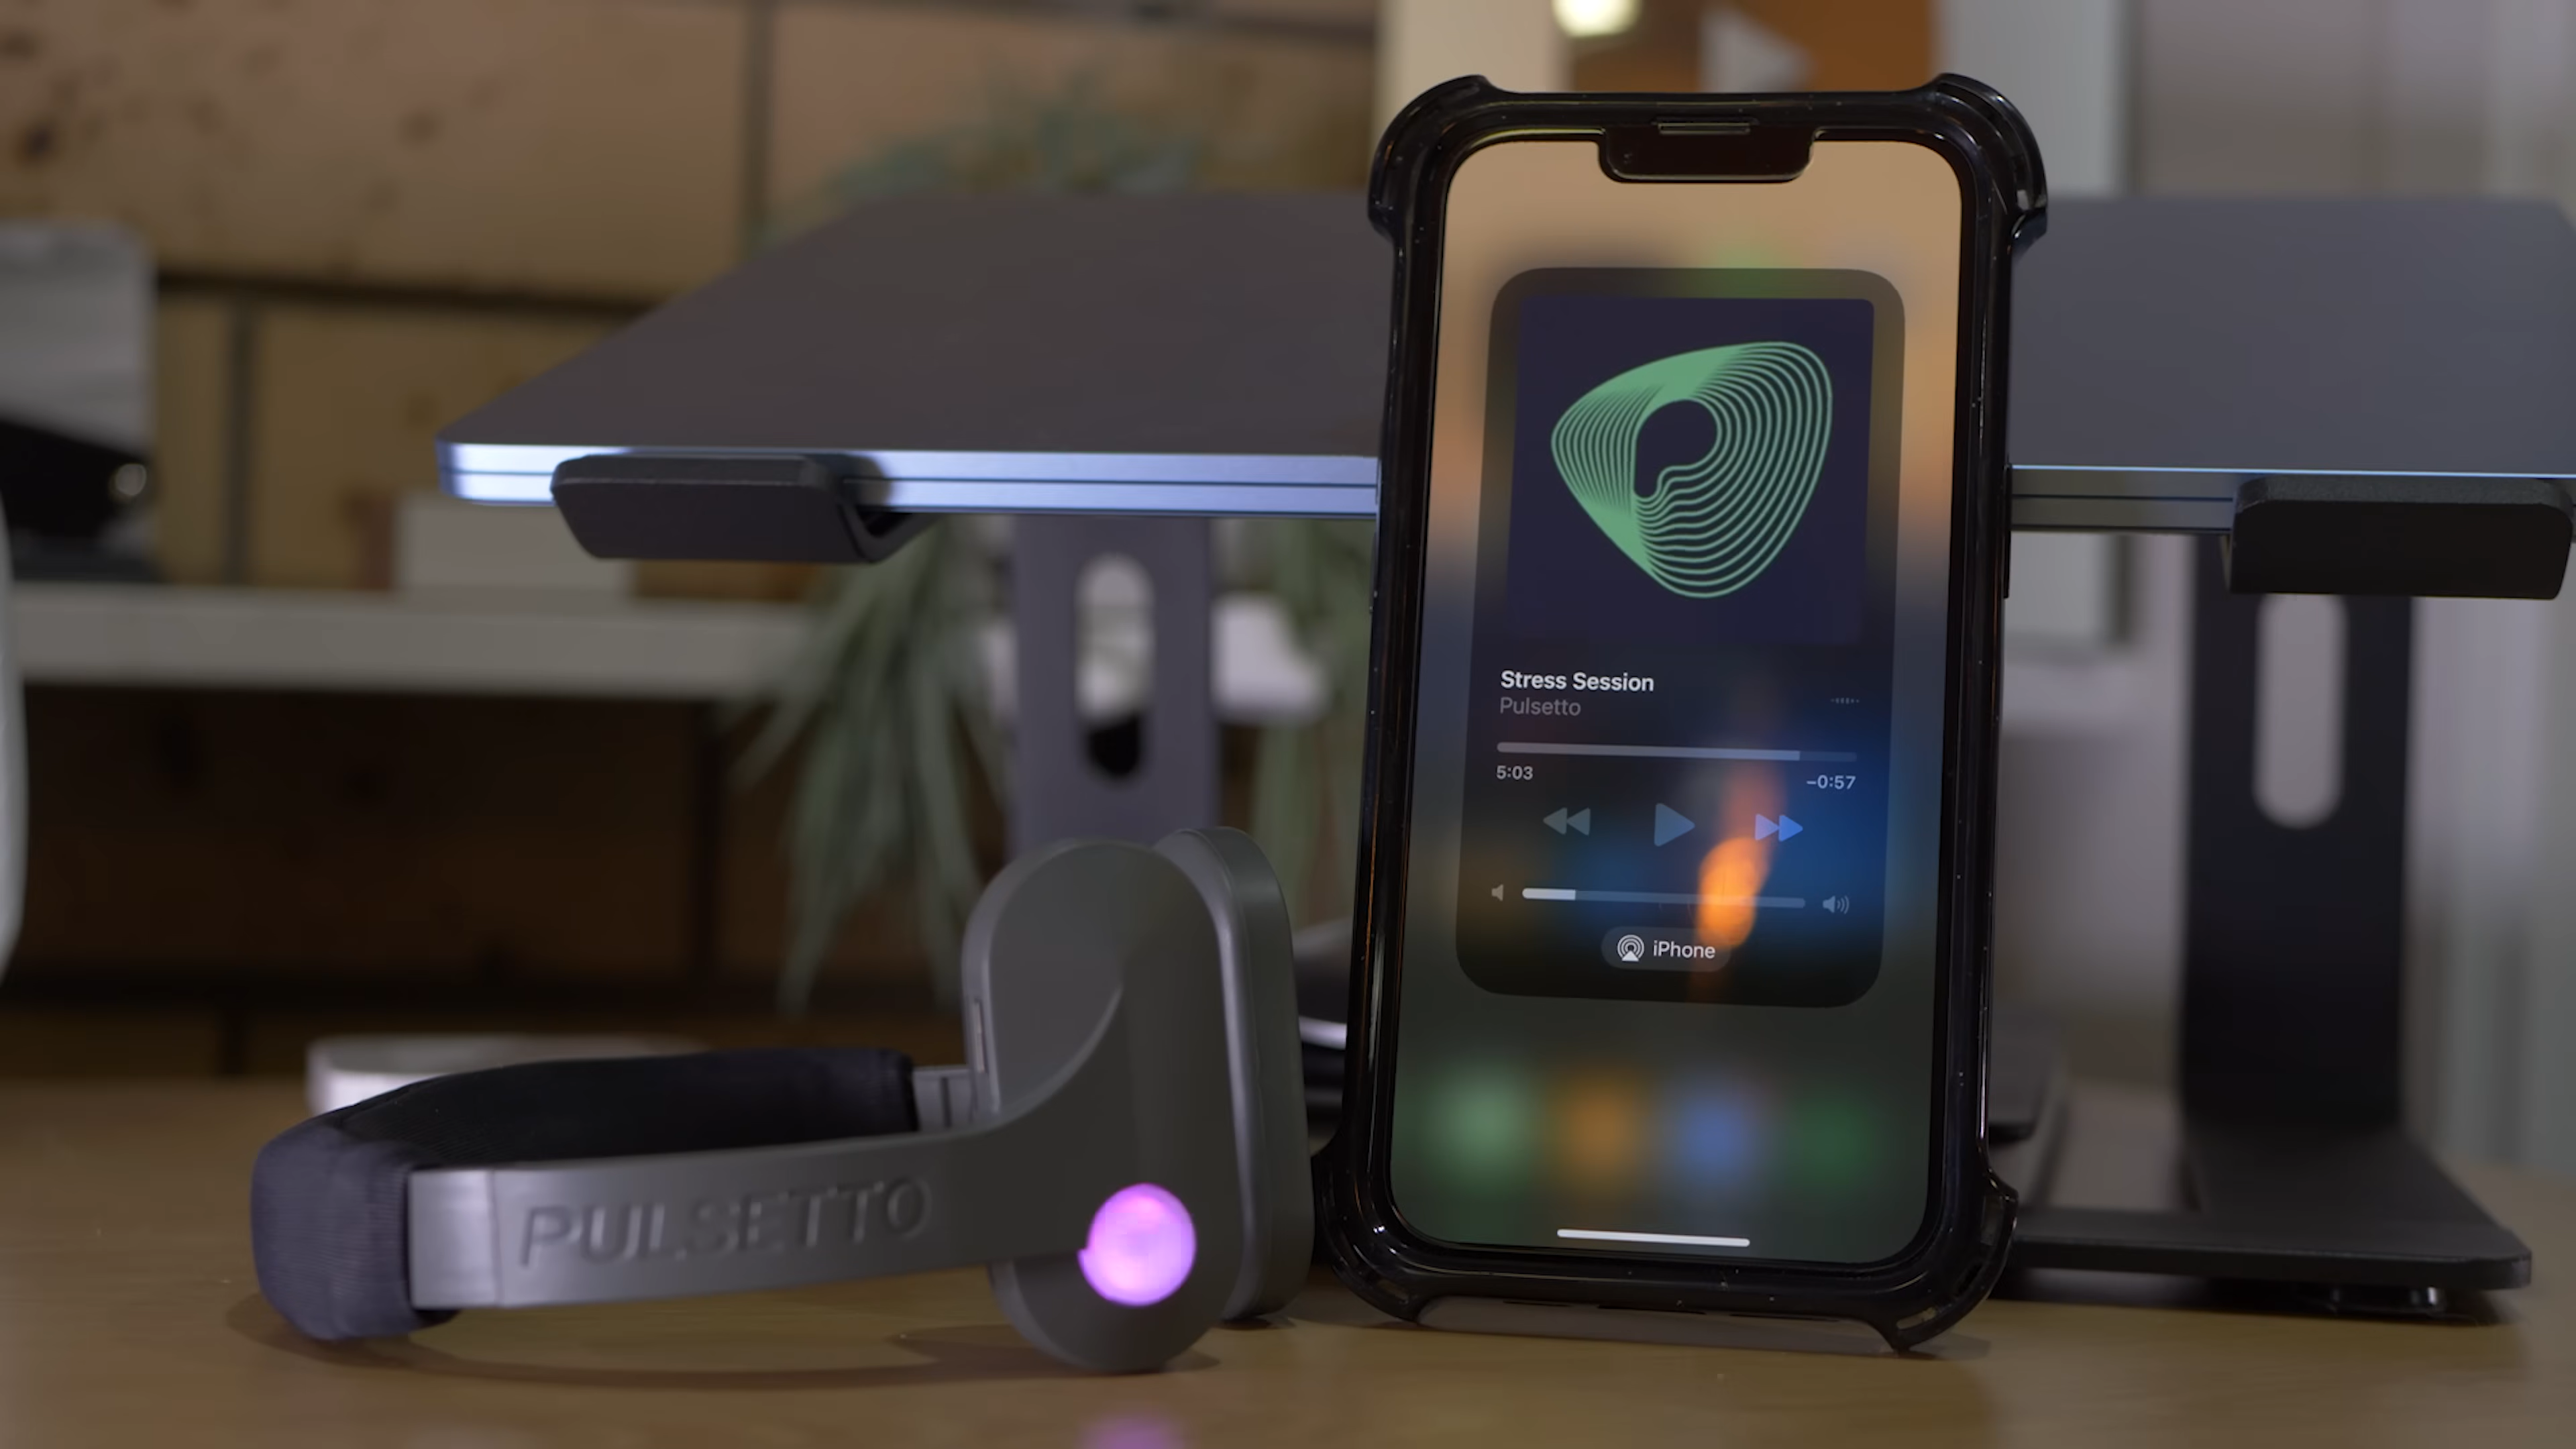 Stress Session
Pulsetto
5:03
−0:57
iPhone
PULSETTO